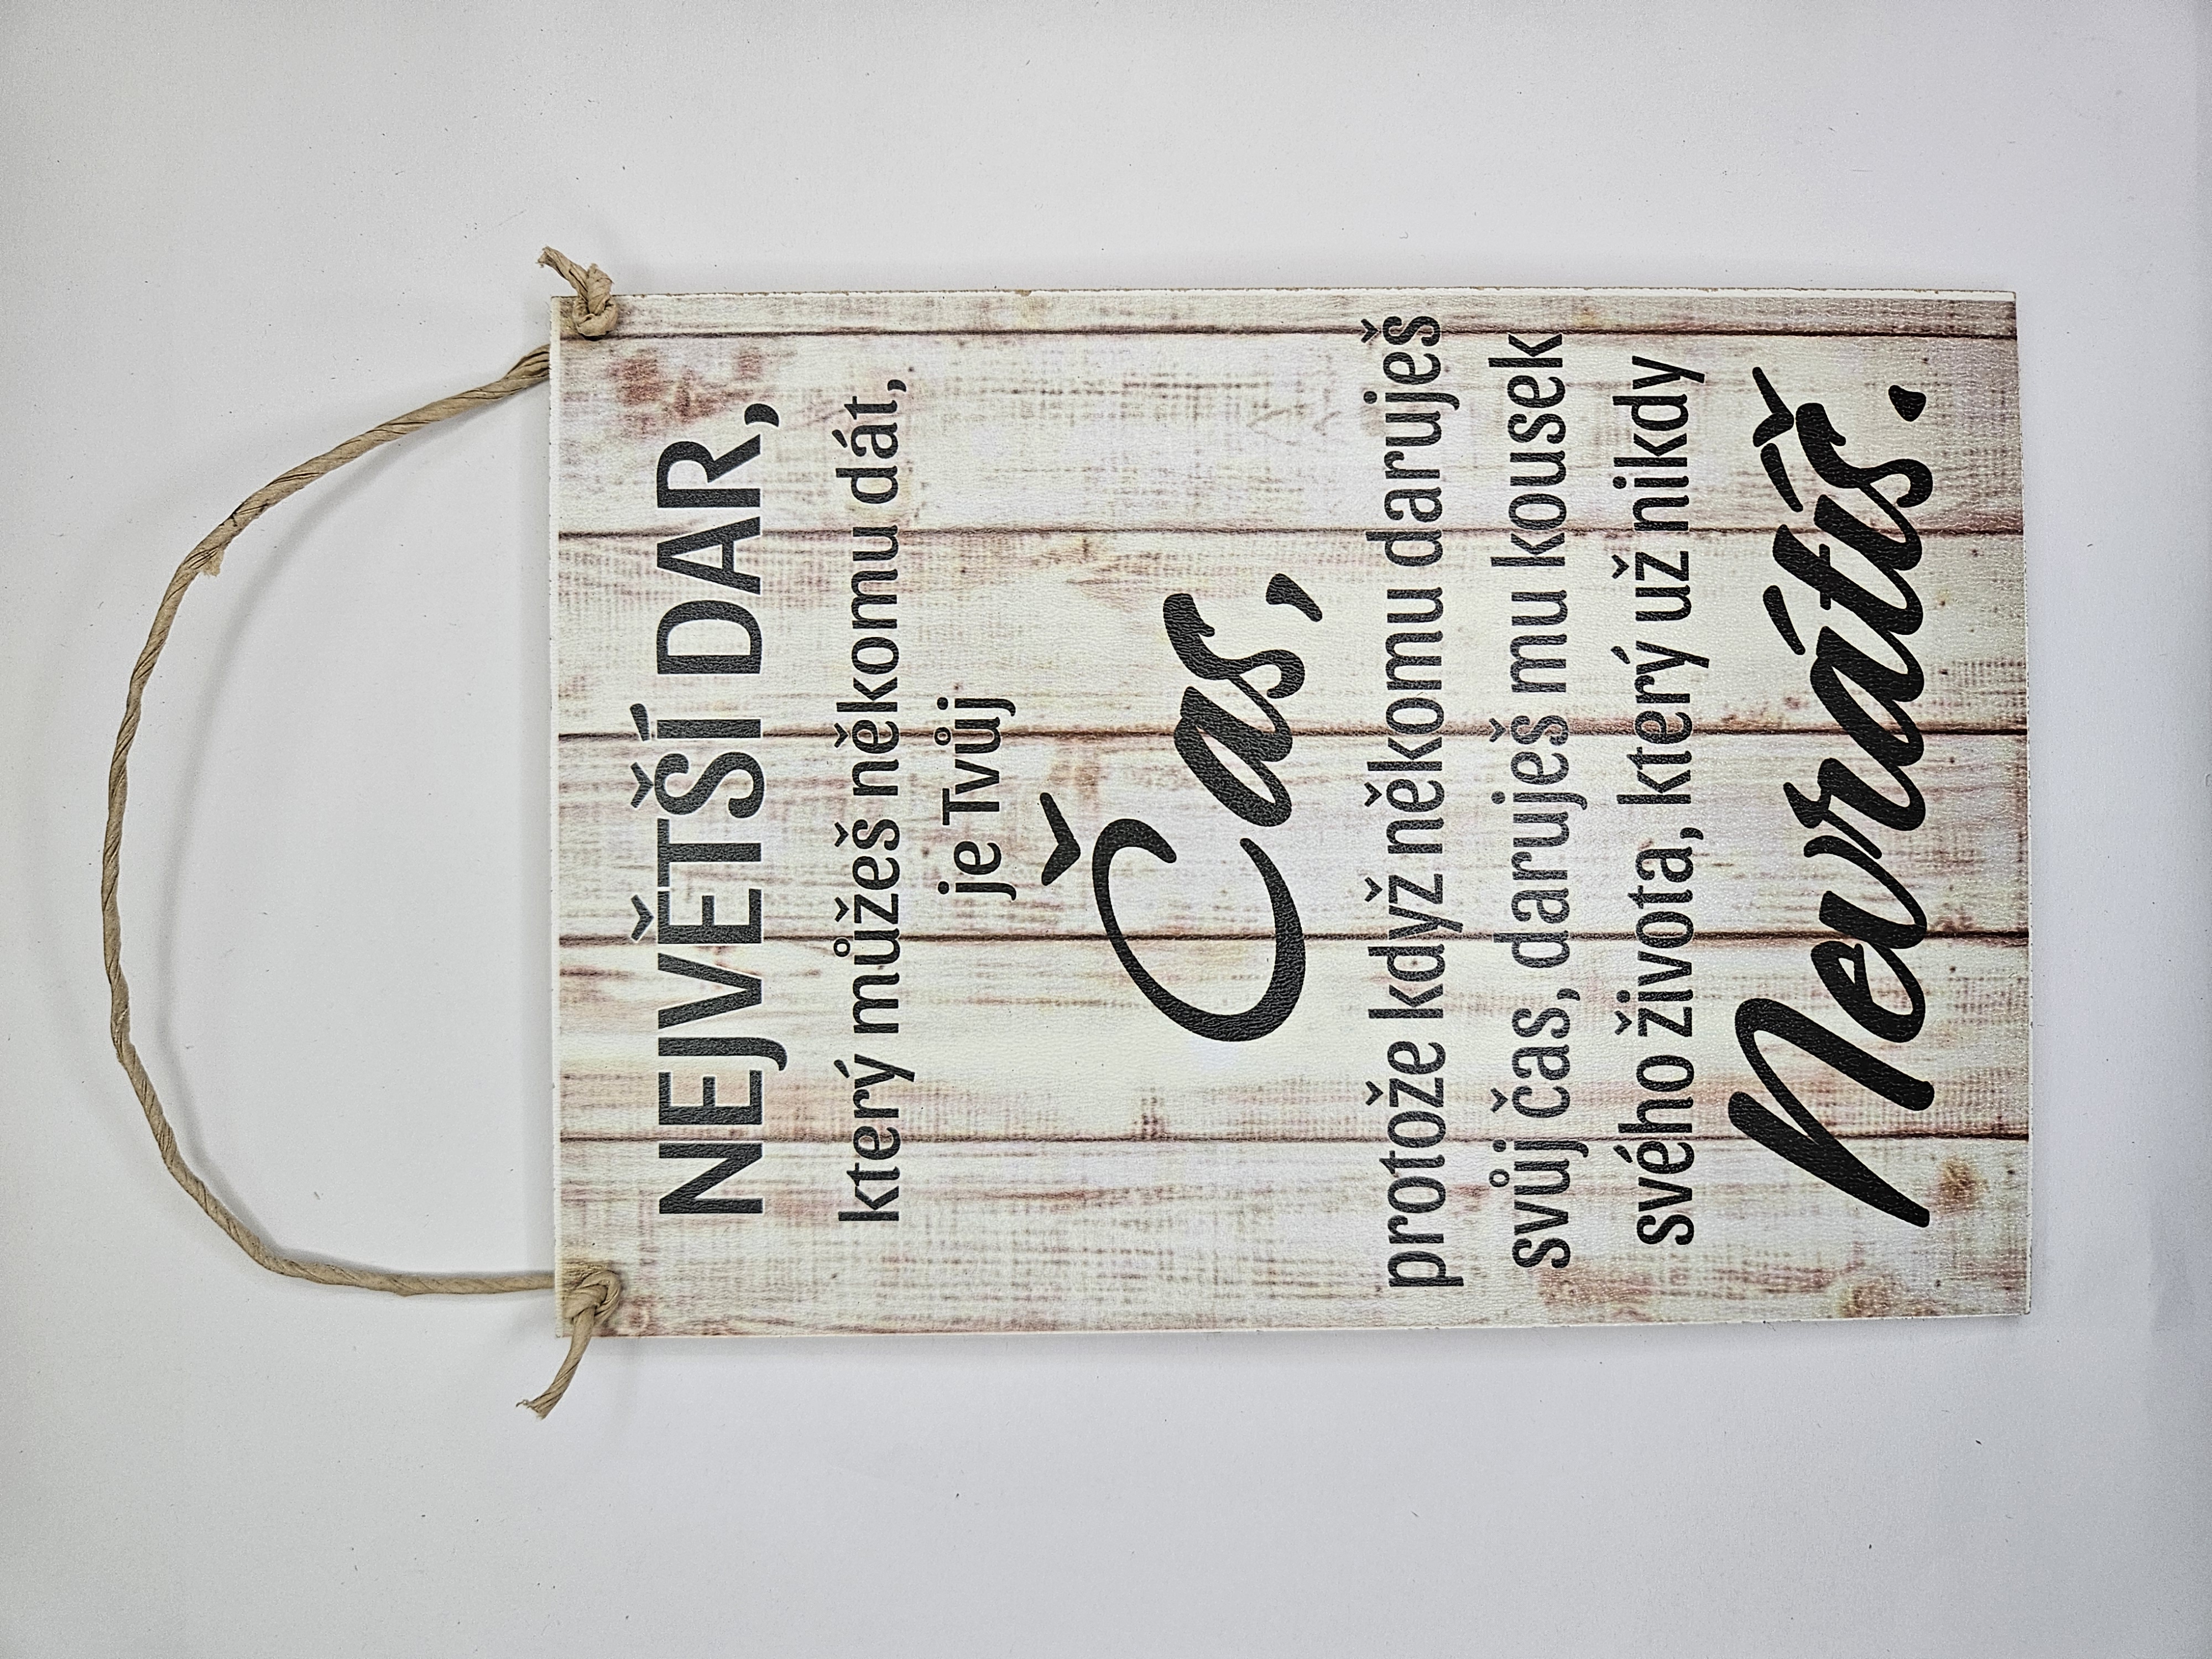 NEJVĚTŠÍ DAR,
který můžeš někomu dát,
je Tvůj
Čas,
protože když někomu daruješ
svůj čas, daruješ mu kousek
svého života, který už nikdy
Nevrátíš.